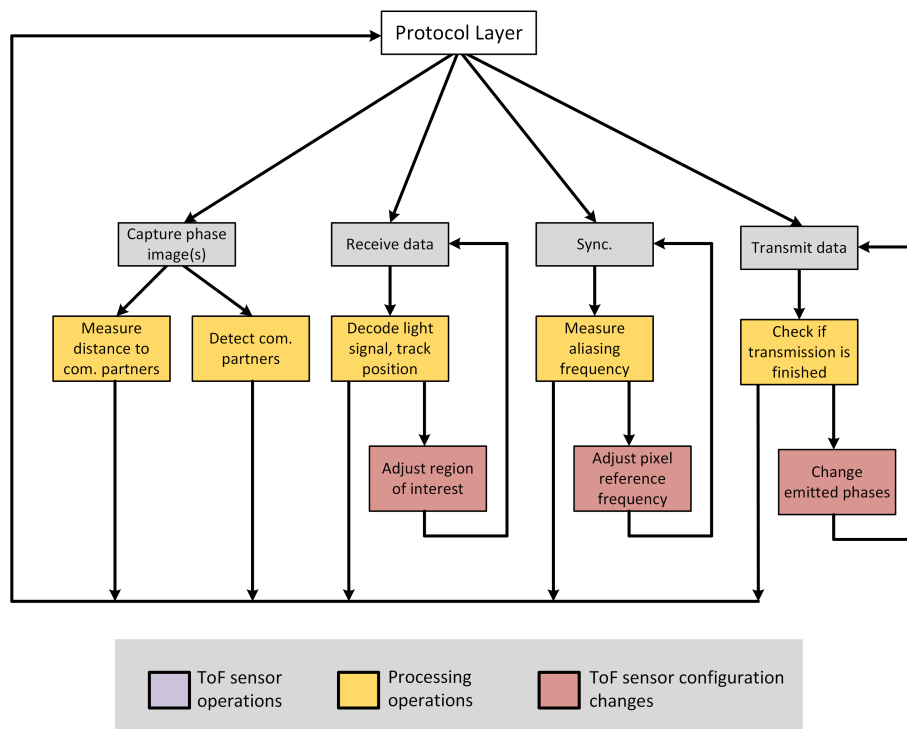 Protocol Layer
Capture phase
image(s)
Receive data
Sync.
Transmit data
Measure
distance to
com. partners
Detect com.
partners
Decode light
signal, track
position
Measure
aliasing
frequency
Check if
transmission is
finished
Adjust region
of interest
Adjust pixel
reference
frequency
Change
emitted phases
ToF sensor
operations
Processing
operations
ToF sensor configuration
changes